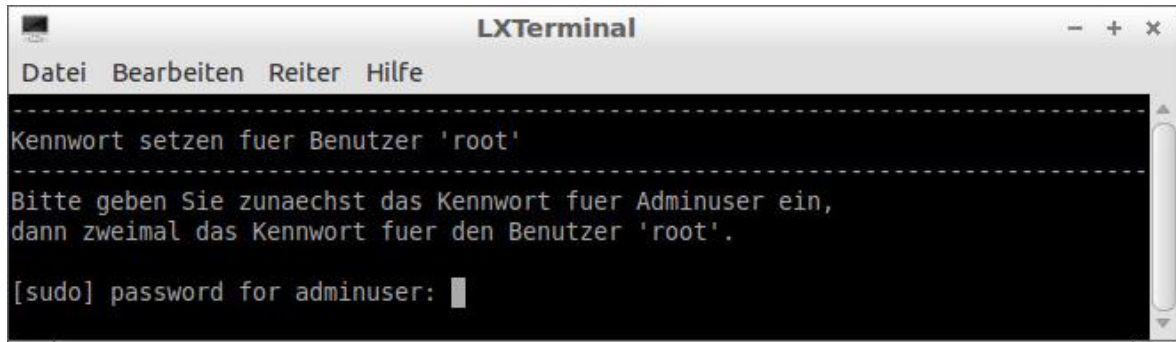 LXTerminal
Datei Bearbeiten Reiter Hilfe
--------------------------------------------------------------------------------
Kennwort setzen fuer Benutzer 'root'
--------------------------------------------------------------------------------
Bitte geben Sie zunaechst das Kennwort fuer Adminuser ein,
dann zweimal das Kennwort fuer den Benutzer 'root'.
[sudo] password for adminuser: